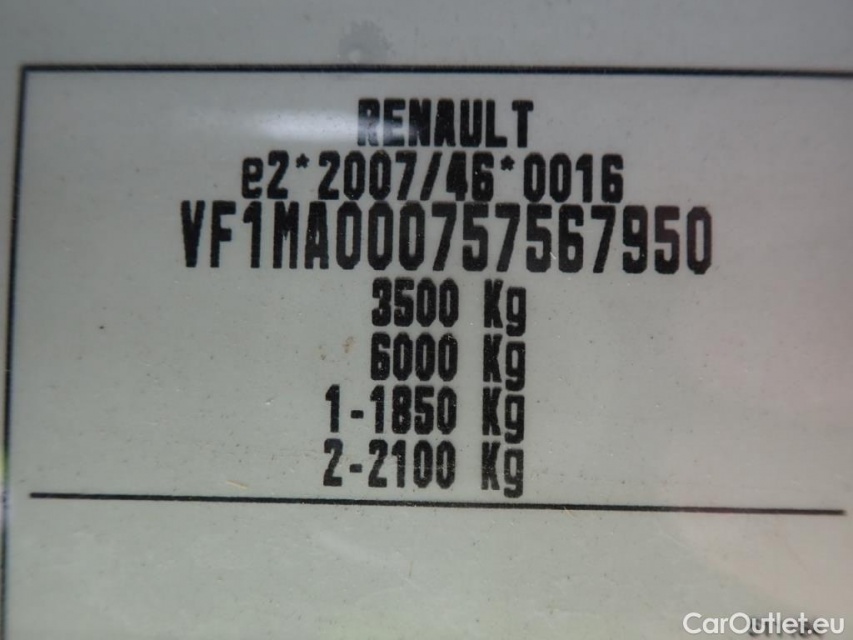 RENAULT
e2*2007/46*0016
VF1MA000757567950
3500 Kg
6000 Kg
1-1850 Kg
2-2100 Kg
CarOutlet.eu